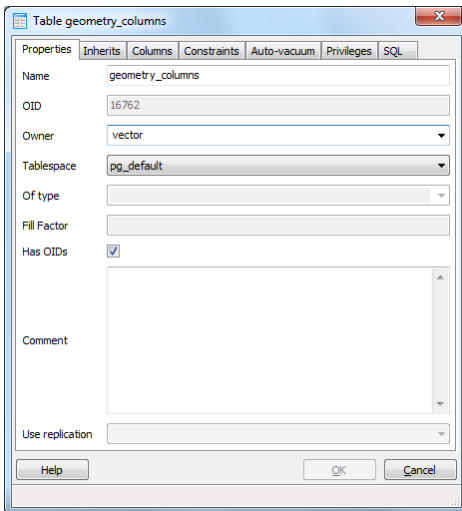 Table geometry_columns
Properties Inherits Columns Constraints Auto-vacuum Privileges SQL
Name geometry_columns
OID 16762
Owner vector
Tablespace pg_default
Of type
Fill Factor
Has OIDs
Comment
Use replication
Help OK Cancel